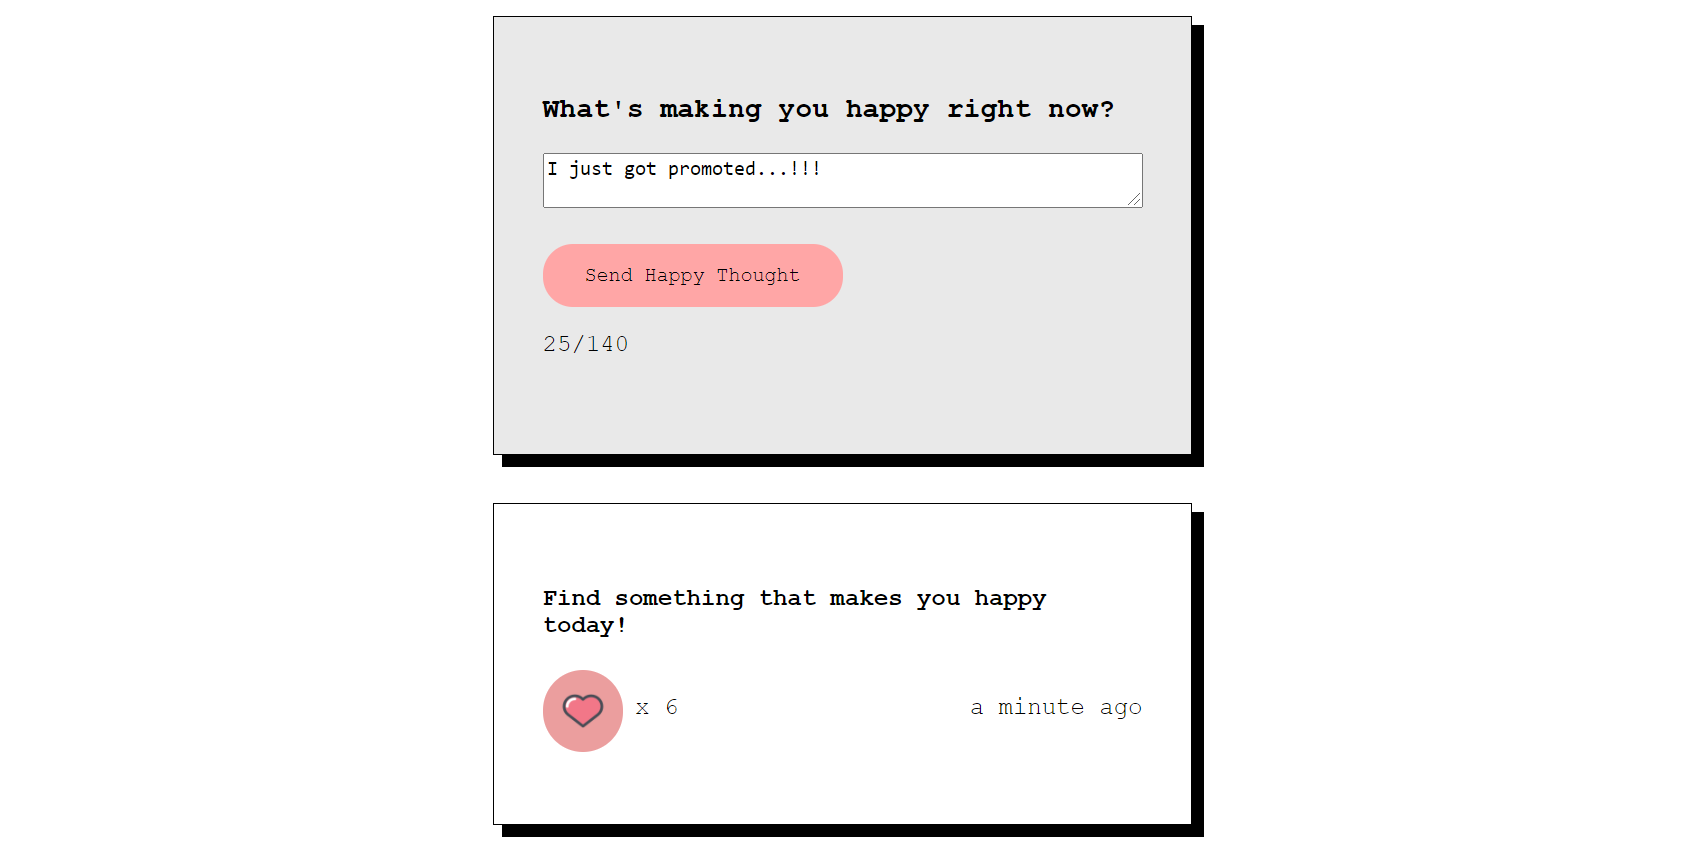 What's making you happy right now?
I just got promoted...!!!
Send Happy Thought
25/140
Find something that makes you happy
today!
x 6
a minute ago